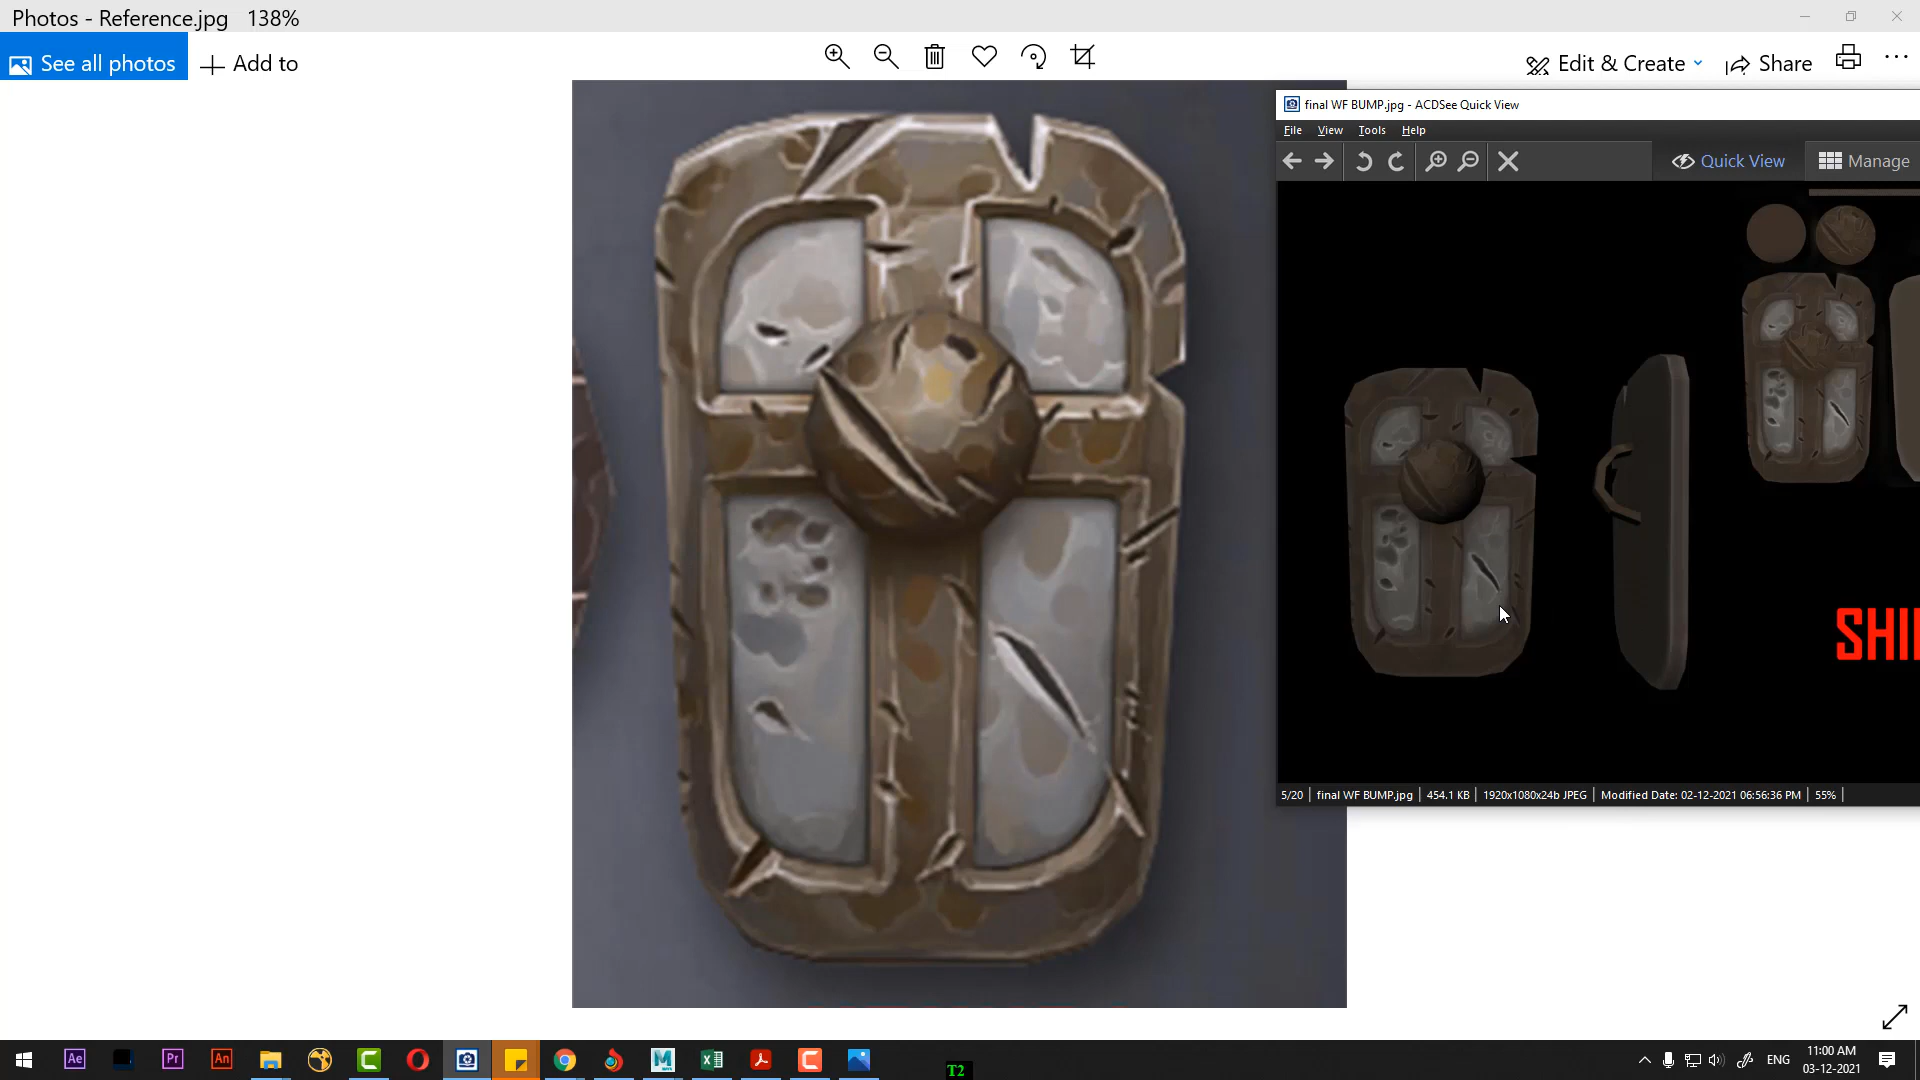 Photos - Reference.jpg 138%
See all photos
Add to
Edit & Create
Share
final WF BUMP.jpg - ACDSee Quick View
File View Tools Help
Quick View
Manage
SHI
5/20 final WF BUMP.jpg 454.1 KB 1920x1080x24b JPEG Modified Date: 02-12-2021 06:56:36 PM 55%
Ae Pr An
T2
ENG
11:00 AM
03-12-2021